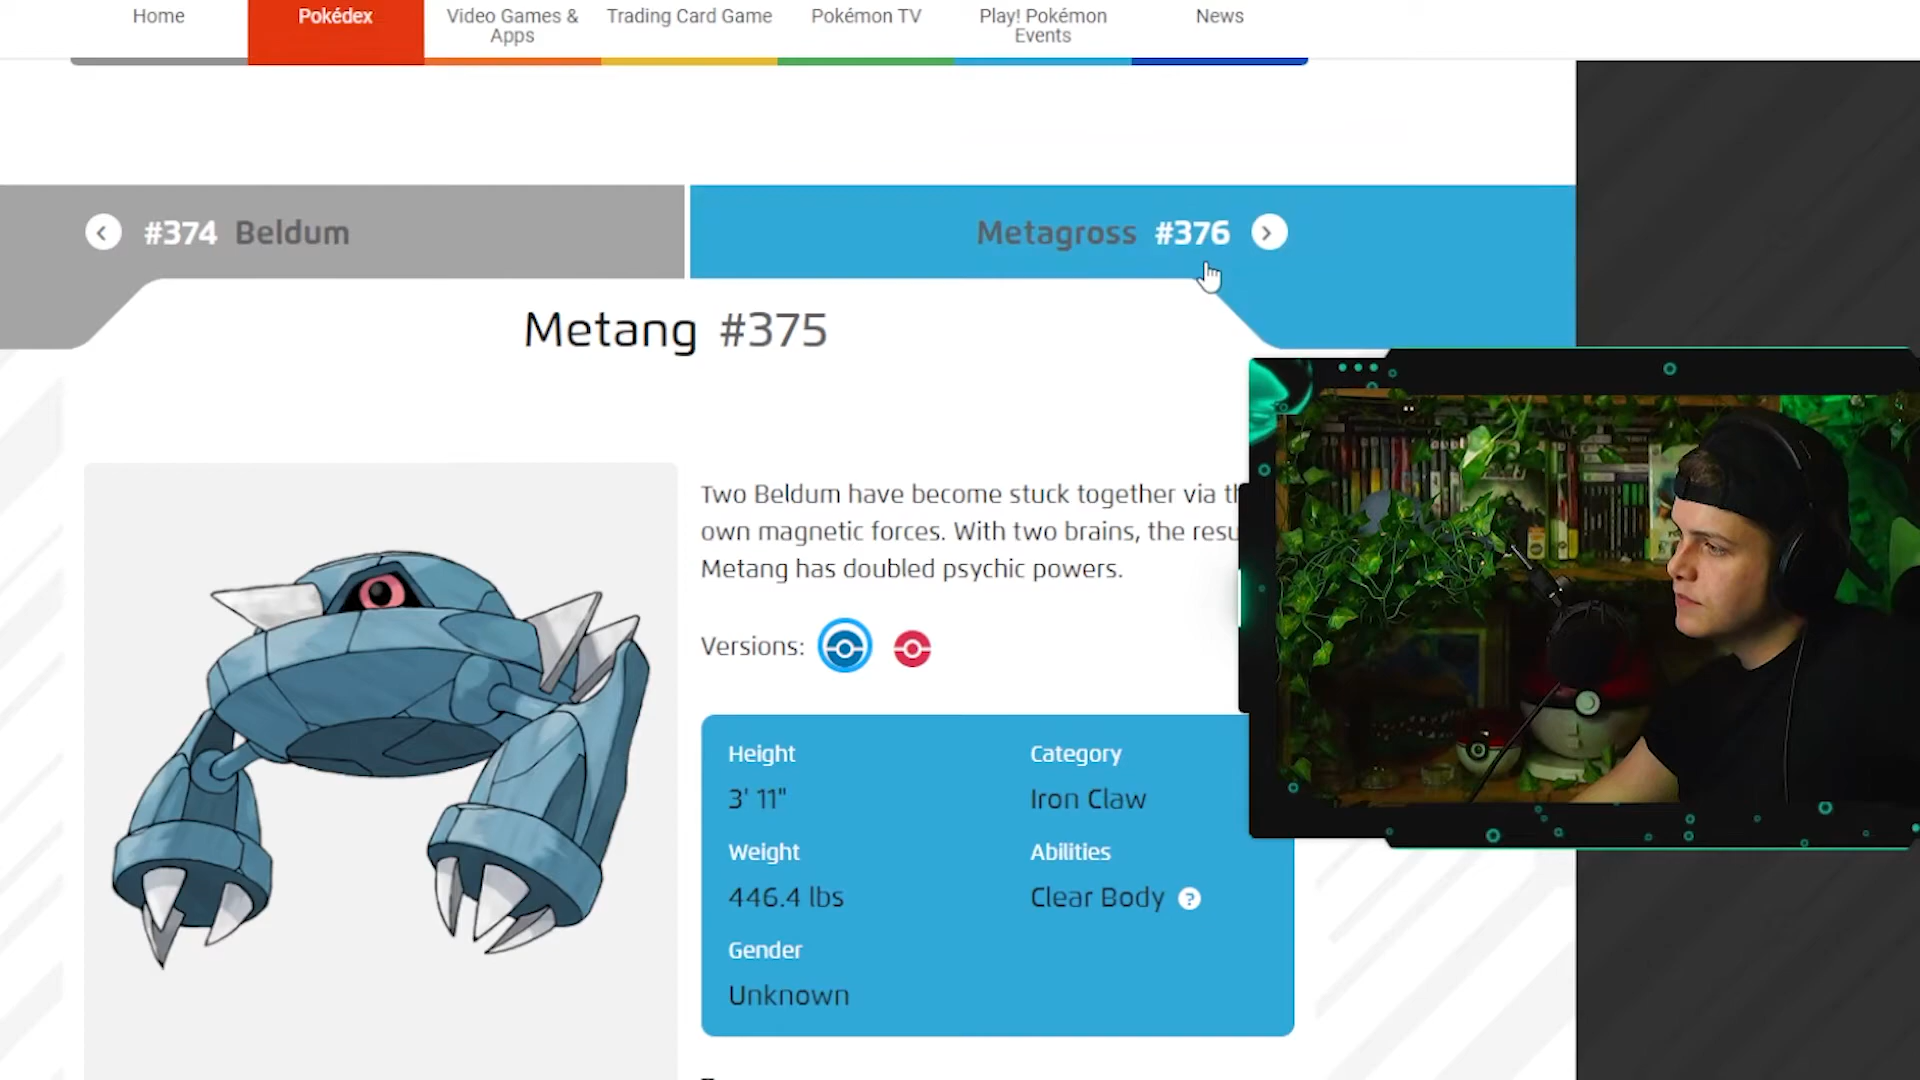 Home
Pokédex
Video Games &
Apps
Trading Card Game
Pokémon TV
Play! Pokémon
Events
News
#374 Beldum
Metagross #376
Metang #375
Two Beldum have become stuck together via
own magnetic forces. With two brains, the
Metang has doubled psychic powers.
Versions:
Height
3' 11"
Weight
446.4 lbs
Gender
Unknown
Category
Iron Claw
Abilities
Clear Body ?